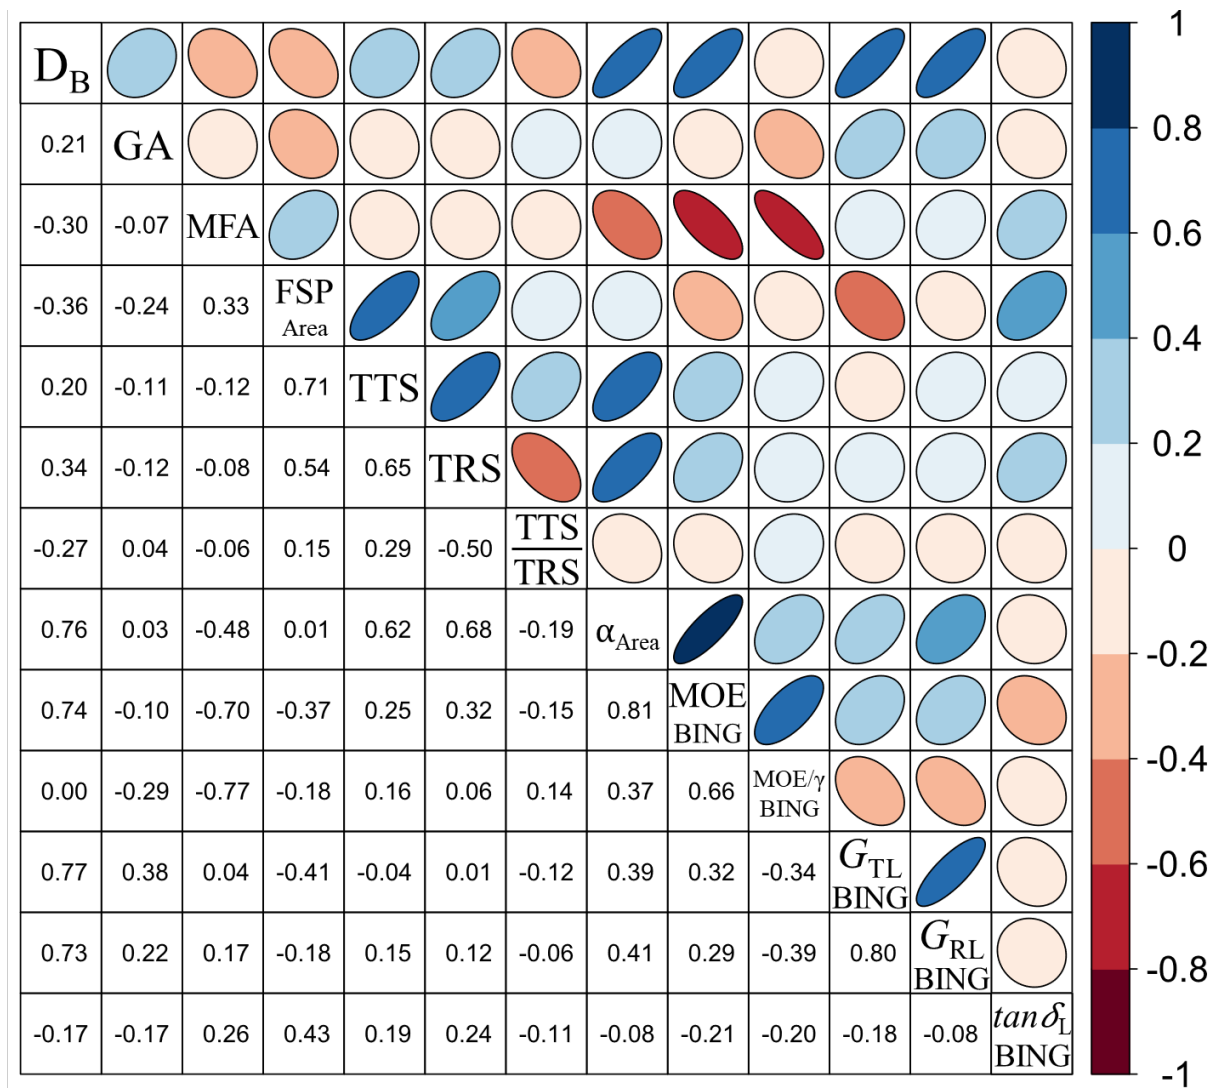 D_B
0.21 GA
-0.30 -0.07 MFA
-0.36 -0.24 0.33 FSP Area
0.20 -0.11 -0.12 0.71 TTS
0.34 -0.12 -0.08 0.54 0.65 TRS
-0.27 0.04 -0.06 0.15 0.29 -0.50 TTS/TRS
0.76 0.03 -0.48 0.01 0.62 0.68 -0.19 α_Area
0.74 -0.10 -0.70 -0.37 0.25 0.32 -0.15 0.81 MOE BING
0.00 -0.29 -0.77 -0.18 0.16 0.06 0.14 0.37 0.66 MOE/γ BING
0.77 0.38 0.04 -0.41 -0.04 0.01 -0.12 0.39 0.32 -0.34 G_TL BING
0.73 0.22 0.17 -0.18 0.15 0.12 -0.06 0.41 0.29 -0.39 0.80 G_RL BING
-0.17 -0.17 0.26 0.43 0.19 0.24 -0.11 -0.08 -0.21 -0.20 -0.18 -0.08 tanδ_L BING
1
0.8
0.6
0.4
0.2
0
-0.2
-0.4
-0.6
-0.8
-1